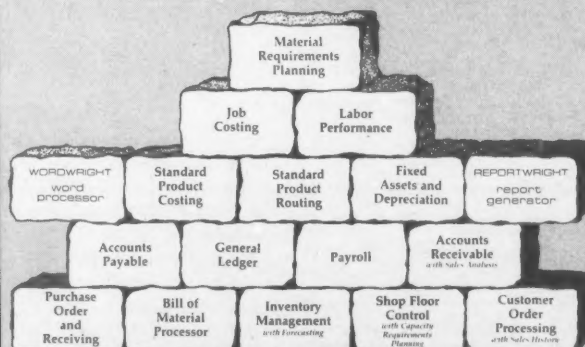 Material
Requirements
Planning
Job
Costing
Labor
Performance
WORDWRIGHT
word
processor
Standard
Product
Costing
Standard
Product
Routing
Fixed
Assets and
Depreciation
REPORTWRIGHT
report
generator
Accounts
Payable
General
Ledger
Payroll
Accounts
Receivable
with Sales Analysis
Purchase
Order
and
Receiving
Bill of
Material
Processor
Inventory
Management
with Forecasting
Shop Floor
Control
with Capacity
Requirements
Planning
Customer
Order
Processing
with Sales History